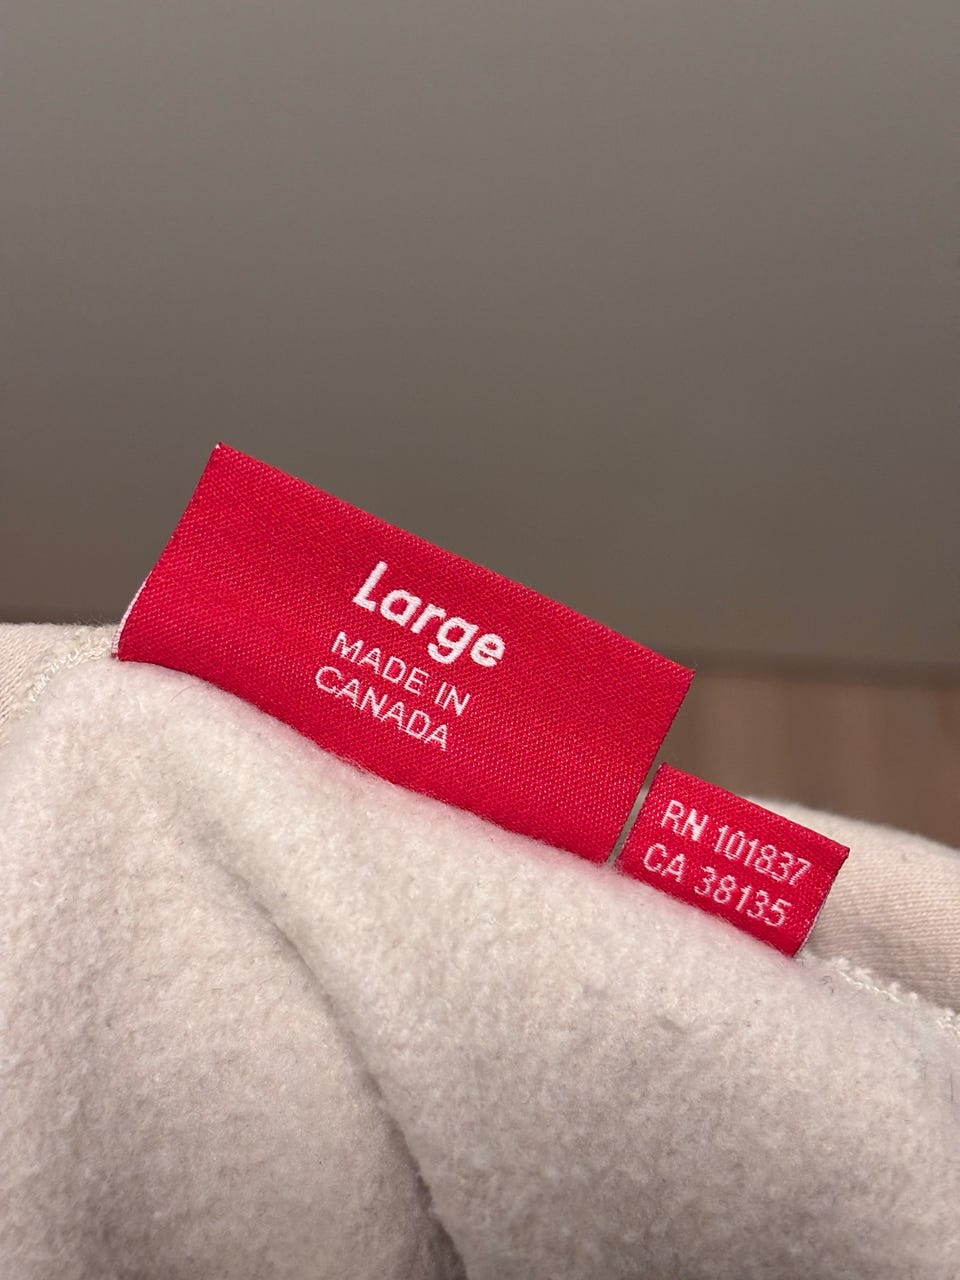 Large
MADE IN
CANADA
RN 101837
CA 38135